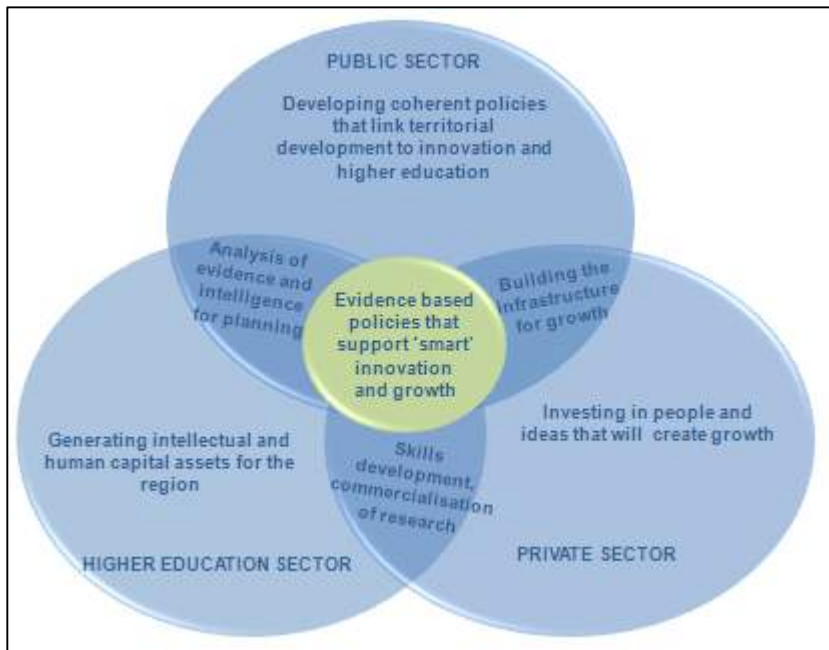 PUBLIC SECTOR
Developing coherent policies
that link territorial
development to innovation and
higher education
Analysis of
evidence and
intelligence
for planning
Building the
infrastructure
for growth
Evidence based
policies that
support 'smart'
innovation
and growth
Generating intellectual and
human capital assets for the
region
Investing in people and
ideas that will create growth
Skills
development,
commercialisation
of research
HIGHER EDUCATION SECTOR
PRIVATE SECTOR